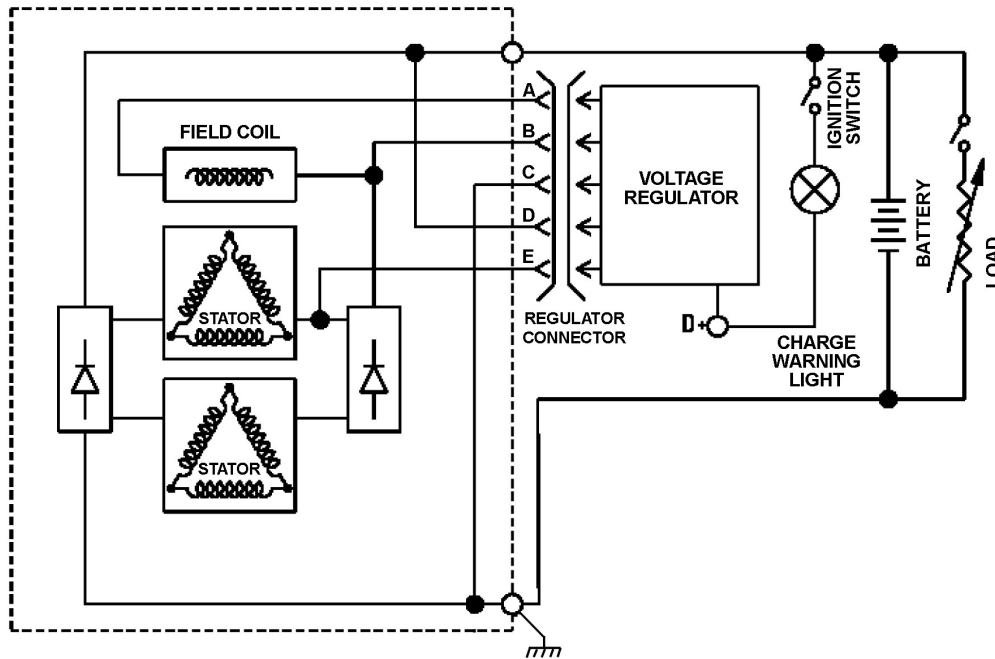 FIELD COIL
STATOR
STATOR
A
B
C
D
E
REGULATOR
CONNECTOR
VOLTAGE
REGULATOR
D+
IGNITION
SWITCH
CHARGE
WARNING
LIGHT
BATTERY
LOAD